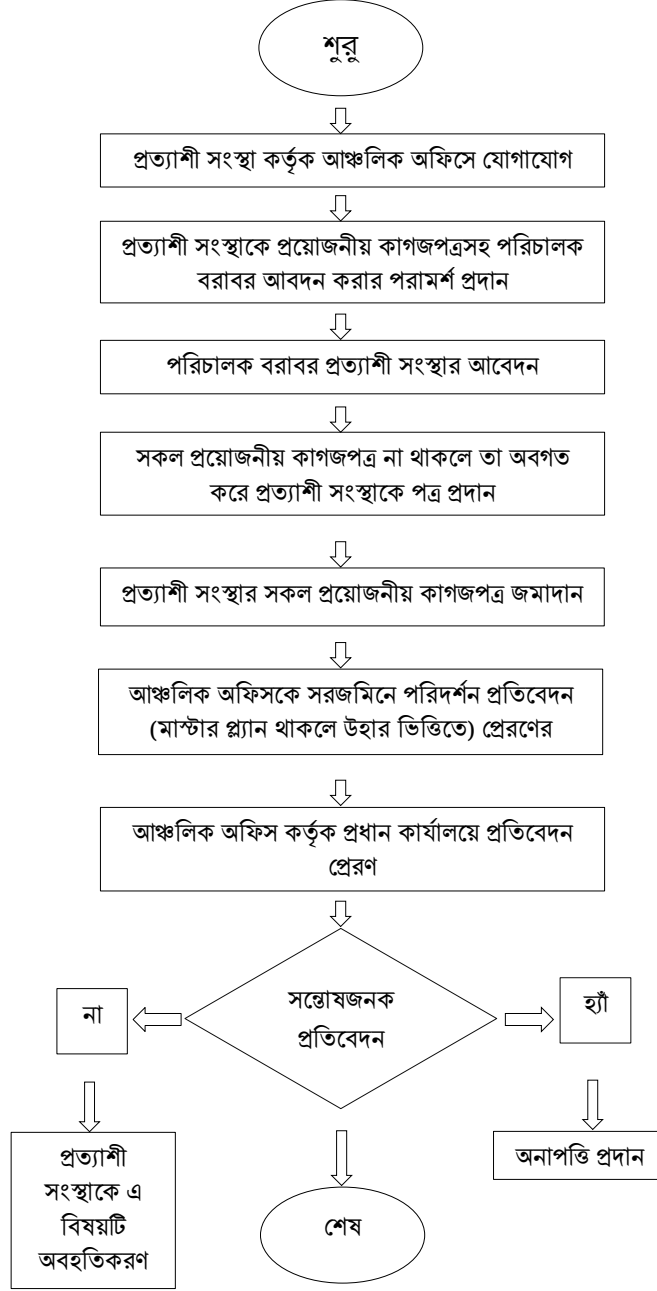 শুরু
প্রত্যাশী সংস্থা কর্তৃক আঞ্চলিক অফিসে যোগাযোগ
প্রত্যাশী সংস্থাকে প্রয়োজনীয় কাগজপত্রসহ পরিচালক
বরাবর আবদন করার পরামর্শ প্রদান
পরিচালক বরাবর প্রত্যাশী সংস্থার আবেদন
সকল প্রয়োজনীয় কাগজপত্র না থাকলে তা অবগত
করে প্রত্যাশী সংস্থাকে পত্র প্রদান
প্রত্যাশী সংস্থার সকল প্রয়োজনীয় কাগজপত্র জমাদান
আঞ্চলিক অফিসকে সরজমিনে পরিদর্শন প্রতিবেদন
(মাস্টার প্ল্যান থাকলে উহার ভিত্তিতে) প্রেরণের
আঞ্চলিক অফিস কর্তৃক প্রধান কার্যালয়ে প্রতিবেদন
প্রেরণ
সন্তোষজনক
প্রতিবেদন
না
হ্যাঁ
প্রত্যাশী
সংস্থাকে এ
বিষয়টি
অবহতিকরণ
অনাপত্তি প্রদান
শেষ